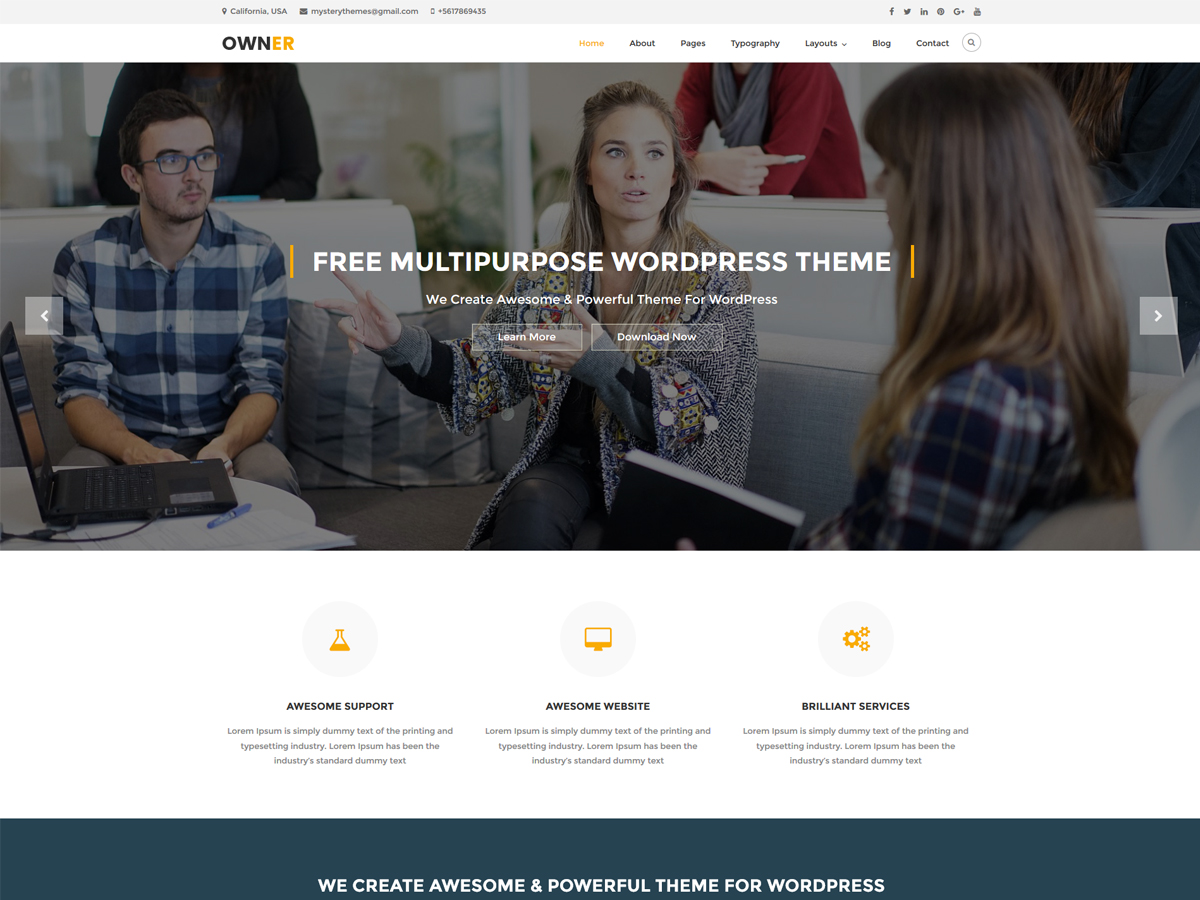 California, USA mysterythemes@gmail.com +5617869435
OWNER Home About Pages Typography Layouts Blog Contact
FREE MULTIPURPOSE WORDPRESS THEME
We Create Awesome & Powerful Theme For WordPress
Learn More Download Now
AWESOME SUPPORT AWESOME WEBSITE BRILLIANT SERVICES
Lorem Ipsum is simply dummy text of the printing and Lorem Ipsum is simply dummy text of the printing and Lorem Ipsum is simply dummy text of the printing and
typesetting industry. Lorem Ipsum has been the typesetting industry. Lorem Ipsum has been the typesetting industry. Lorem Ipsum has been the
industry's standard dummy text industry's standard dummy text industry's standard dummy text
WE CREATE AWESOME & POWERFUL THEME FOR WORDPRESS